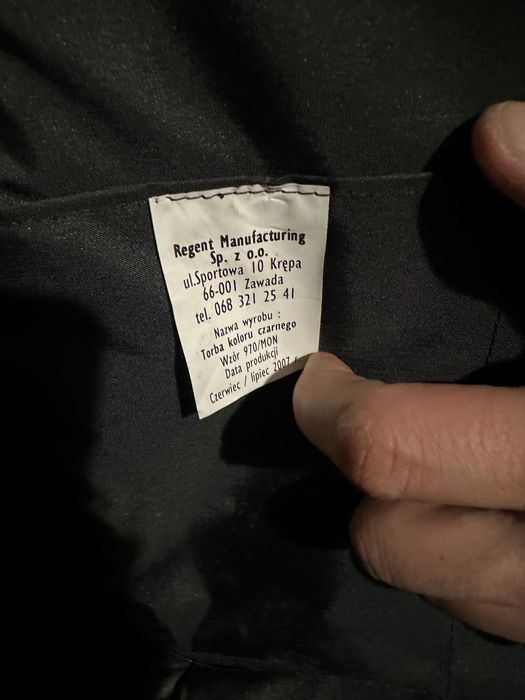 Regent Manufacturing
Sp. z o.o.
ul.Sportowa 10 Krępa
66-001 Zawada
tel. 068 321 25 41
Nazwa wyrobu :
Torba koloru czarnego
Wzór 970/MON
Data produkcji
Czerwiec / lipiec 2007 r.